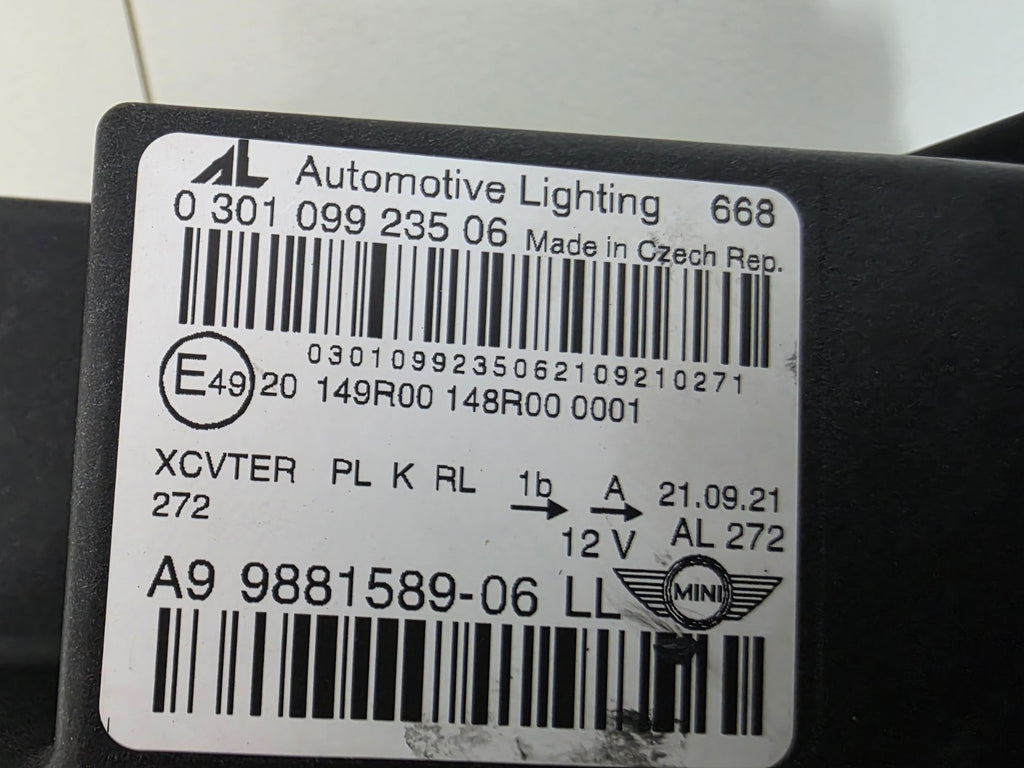 AL Automotive Lighting 668
0 301 099 235 06 Made in Czech Rep.
0301099235062109210271
E49 20 149R00 148R00 0001
XCVTER PL K RL 1b A 21.09.21
272 12 V AL 272
A9 9881589-06 LL MINI